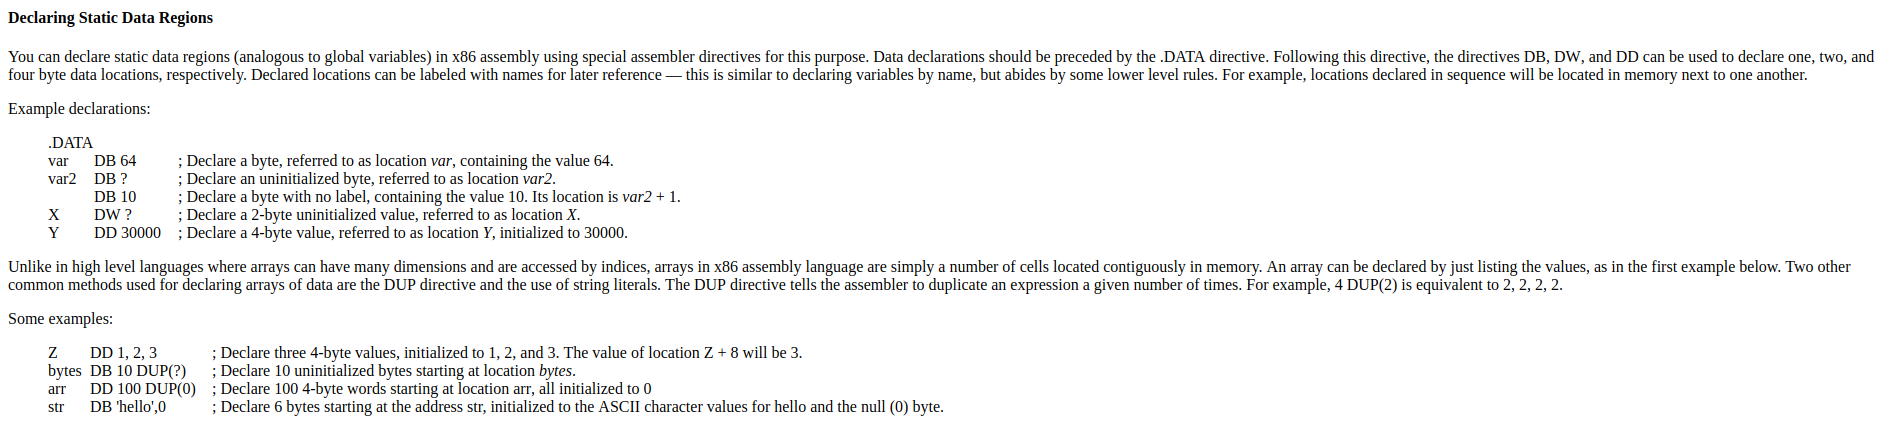 Declaring Static Data Regions
You can declare static data regions (analogous to global variables) in x86 assembly using special assembler directives for this purpose. Data declarations should be preceded by the .DATA directive. Following this directive, the directives DB, DW, and DD can be used to declare one, two, and
four byte data locations, respectively. Declared locations can be labeled with names for later reference — this is similar to declaring variables by name, but abides by some lower level rules. For example, locations declared in sequence will be located in memory next to one another.
Example declarations:
.DATA
var DB 64 ; Declare a byte, referred to as location var, containing the value 64.
var2 DB ? ; Declare an uninitialized byte, referred to as location var2.
DB 10 ; Declare a byte with no label, containing the value 10. Its location is var2 + 1.
X DW ? ; Declare a 2-byte uninitialized value, referred to as location X.
Y DD 30000 ; Declare a 4-byte value, referred to as location Y, initialized to 30000.
Unlike in high level languages where arrays can have many dimensions and are accessed by indices, arrays in x86 assembly language are simply a number of cells located contiguously in memory. An array can be declared by just listing the values, as in the first example below. Two other
common methods used for declaring arrays of data are the DUP directive and the use of string literals. The DUP directive tells the assembler to duplicate an expression a given number of times. For example, 4 DUP(2) is equivalent to 2, 2, 2, 2.
Some examples:
Z DD 1, 2, 3 ; Declare three 4-byte values, initialized to 1, 2, and 3. The value of location Z + 8 will be 3.
bytes DB 10 DUP(?) ; Declare 10 uninitialized bytes starting at location bytes.
arr DD 100 DUP(0) ; Declare 100 4-byte words starting at location arr, all initialized to 0
str DB 'hello',0 ; Declare 6 bytes starting at the address str, initialized to the ASCII character values for hello and the null (0) byte.